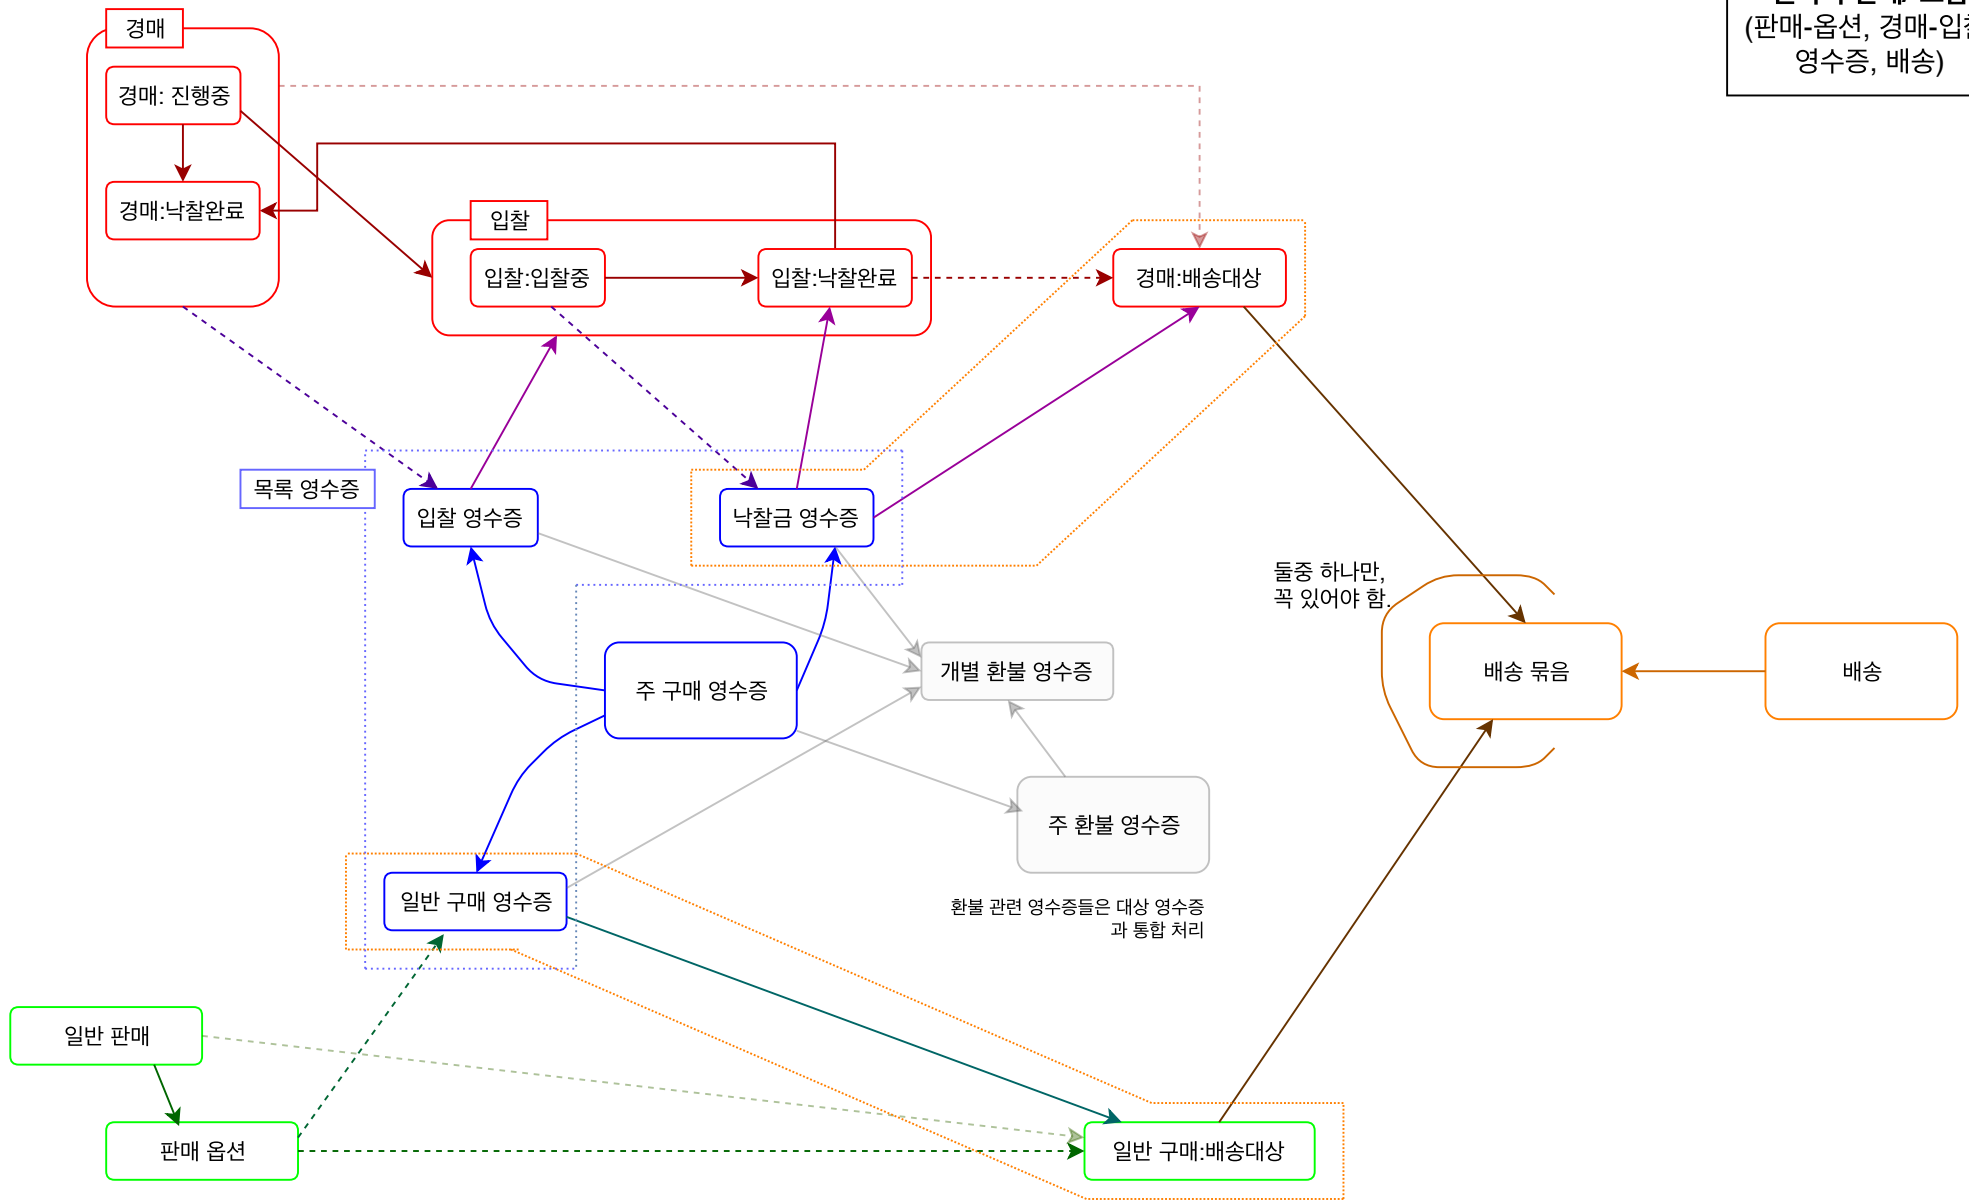 경매
(판매-옵션, 경매-입찰
영수증, 배송)
경매: 진행중
경매:낙찰완료
입찰
입찰:입찰중
입찰:낙찰완료
경매:배송대상
목록 영수증
입찰 영수증
낙찰금 영수증
둘중 하나만,
꼭 있어야 함.
주 구매 영수증
개별 환불 영수증
배송 묶음
배송
주 환불 영수증
일반 구매 영수증
환불 관련 영수증들은 대상 영수증
과 통합 처리
일반 판매
판매 옵션
일반 구매:배송대상